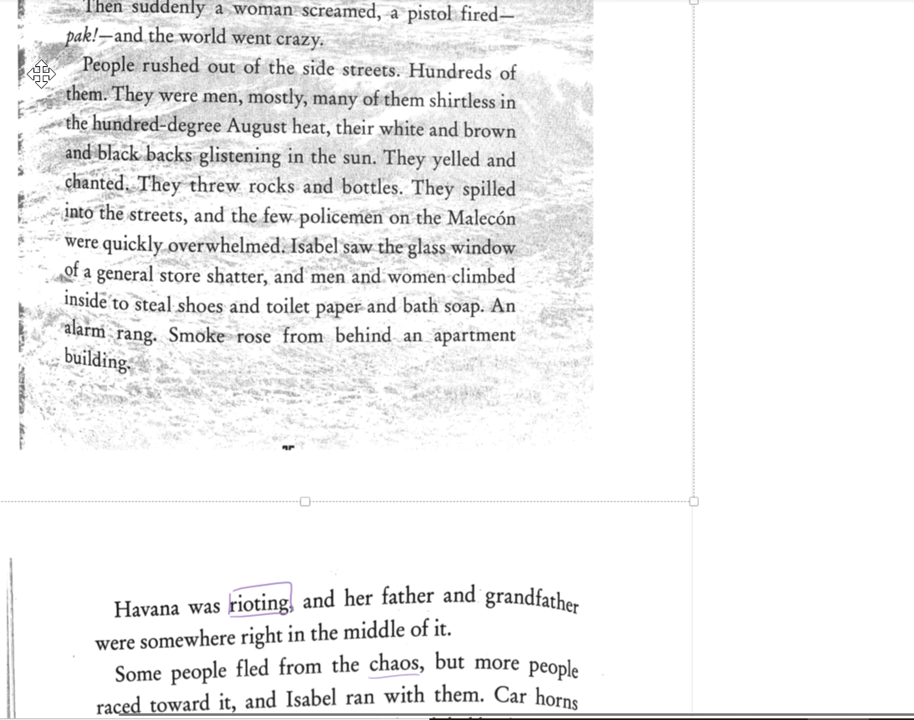 Then suddenly a woman screamed, a pistol fired—
pak!—and the world went crazy.
People rushed out of the side streets. Hundreds of
them. They were men, mostly, many of them shirtless in
the hundred-degree August heat, their white and brown
and black backs glistening in the sun. They yelled and
chanted. They threw rocks and bottles. They spilled
into the streets, and the few policemen on the Malecón
were quickly overwhelmed. Isabel saw the glass window
of a general store shatter, and men and women climbed
inside to steal shoes and toilet paper and bath soap. An
alarm rang. Smoke rose from behind an apartment
building.
Havana was rioting, and her father and grandfather
were somewhere right in the middle of it.
Some people fled from the chaos, but more people
raced toward it, and Isabel ran with them. Car horns